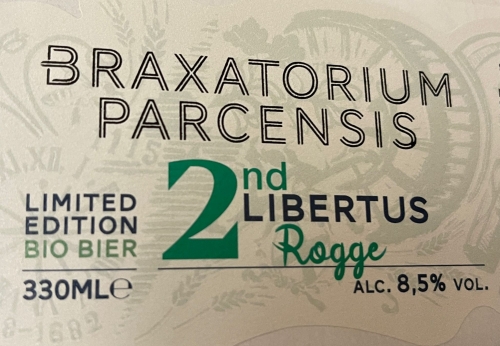 BRAXATORIUM
PARCENSIS
2nd
LIBERTUS
Rogge
LIMITED
EDITION
BIO BIER
330ML℮
ALC. 8,5% VOL.